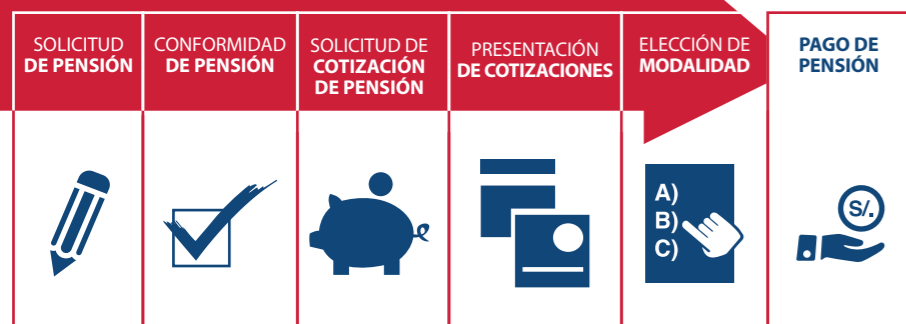 SOLICITUD
DE PENSIÓN
CONFORMIDAD
DE PENSIÓN
SOLICITUD DE
COTIZACIÓN
DE PENSIÓN
PRESENTACIÓN
DE COTIZACIONES
ELECCIÓN DE
MODALIDAD
PAGO DE
PENSIÓN
A)
B)
C)
S/.